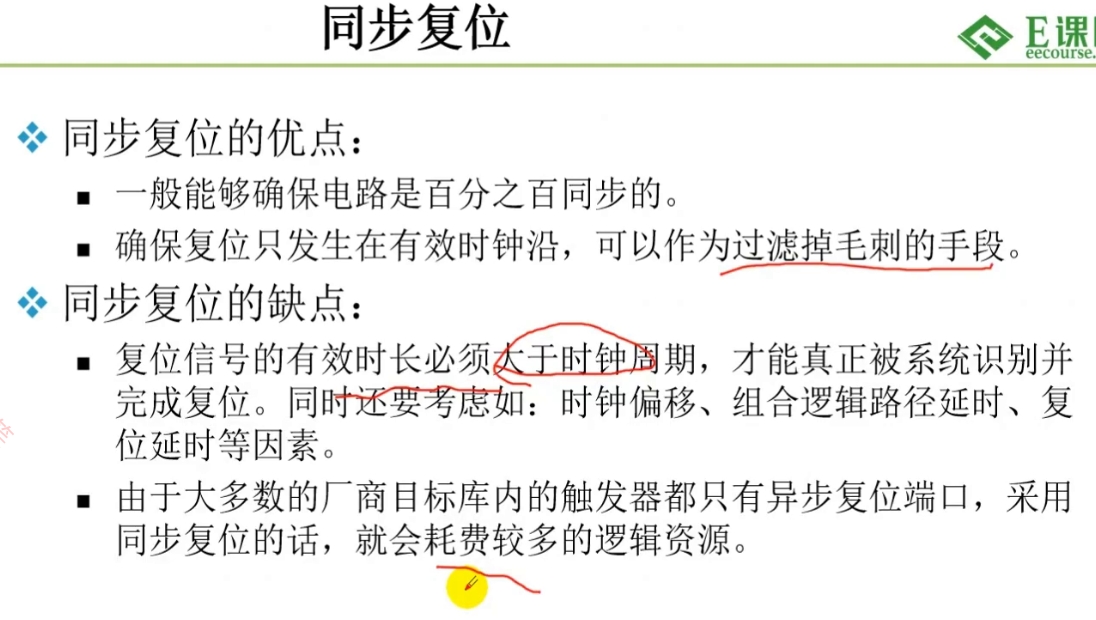 同步复位
E课
eecourse.
同步复位的优点：
一般能够确保电路是百分之百同步的。
确保复位只发生在有效时钟沿，可以作为过滤掉毛刺的手段。
同步复位的缺点：
复位信号的有效时长必须大于时钟周期，才能真正被系统识别并
完成复位。同时还要考虑如：时钟偏移、组合逻辑路径延时、复
位延时等因素。
由于大多数的厂商目标库内的触发器都只有异步复位端口，采用
同步复位的话，就会耗费较多的逻辑资源。